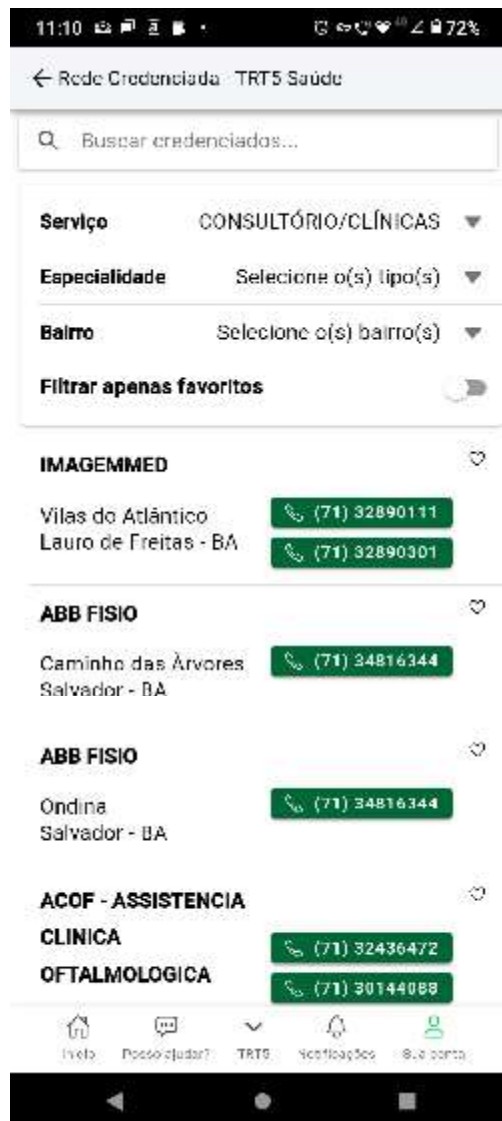 11:10
72%
← Rede Credenciada - TRT5 Saúde
Buscar credenciados...
Serviço CONSULTÓRIO/CLÍNICAS
Especialidade Selecione o(s) tipo(s)
Bairro Selecione o(s) bairro(s)
Filtrar apenas favoritos
IMAGEMMED
Vilas do Atlântico
Lauro de Freitas - BA
(71) 32890111
(71) 32890301
ABB FISIO
Caminho das Àrvores
Salvador - BA
(71) 34816344
ABB FISIO
Ondina
Salvador - BA
(71) 34816344
ACOF - ASSISTENCIA
CLINICA
OFTALMOLOGICA
(71) 32436472
(71) 30144088
Início Posso ajudar? TRT5 Notificações Sua conta